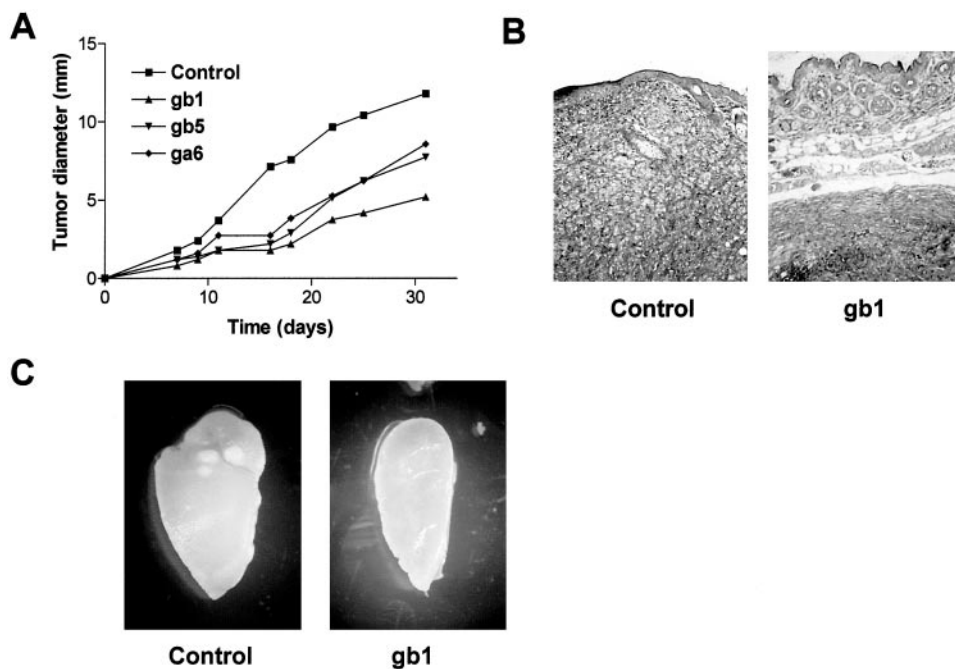 A
15
10
5
0
Tumor diameter (mm)
Control
gb1
gb5
ga6
0 10 20 30
Time (days)
B
Control gb1
C
Control gb1